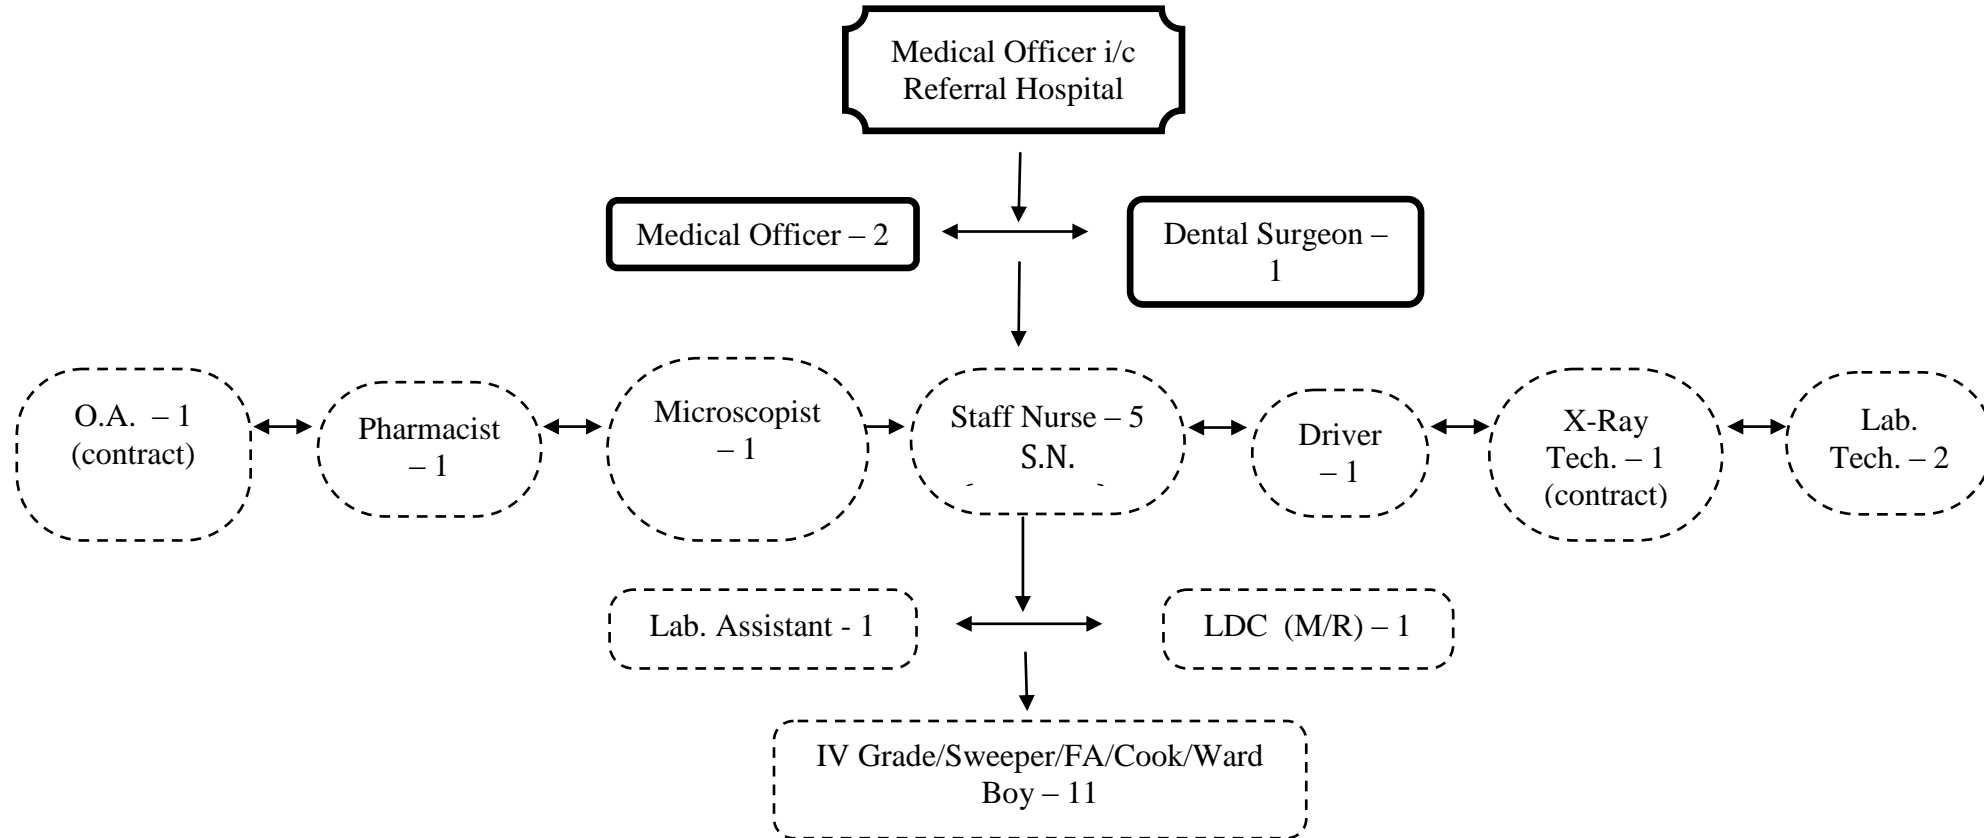 Medical Officer i/c
Referral Hospital
Medical Officer – 2
Dental Surgeon –
1
O.A. – 1
(contract)
Pharmacist
– 1
Microscopist
– 1
Staff Nurse – 5
S.N.
Driver
– 1
X-Ray
Tech. – 1
(contract)
Lab.
Tech. – 2
Lab. Assistant - 1
LDC (M/R) – 1
IV Grade/Sweeper/FA/Cook/Ward
Boy – 11